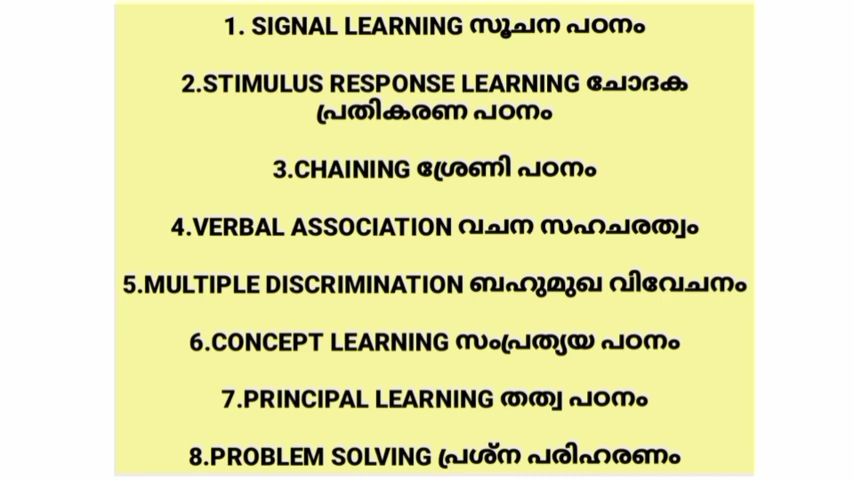 1. SIGNAL LEARNING സൂചന പഠനം
2.STIMULUS RESPONSE LEARNING ചോദക
പ്രതികരണ പഠനം
3.CHAINING ശ്രേണി പഠനം
4.VERBAL ASSOCIATION വചന സഹചരത്വം
5.MULTIPLE DISCRIMINATION ബഹുമുഖ വിവേചനം
6.CONCEPT LEARNING സംപ്രത്യയ പഠനം
7.PRINCIPAL LEARNING തത്വ പഠനം
8.PROBLEM SOLVING പ്രശ്ന പരിഹരണം